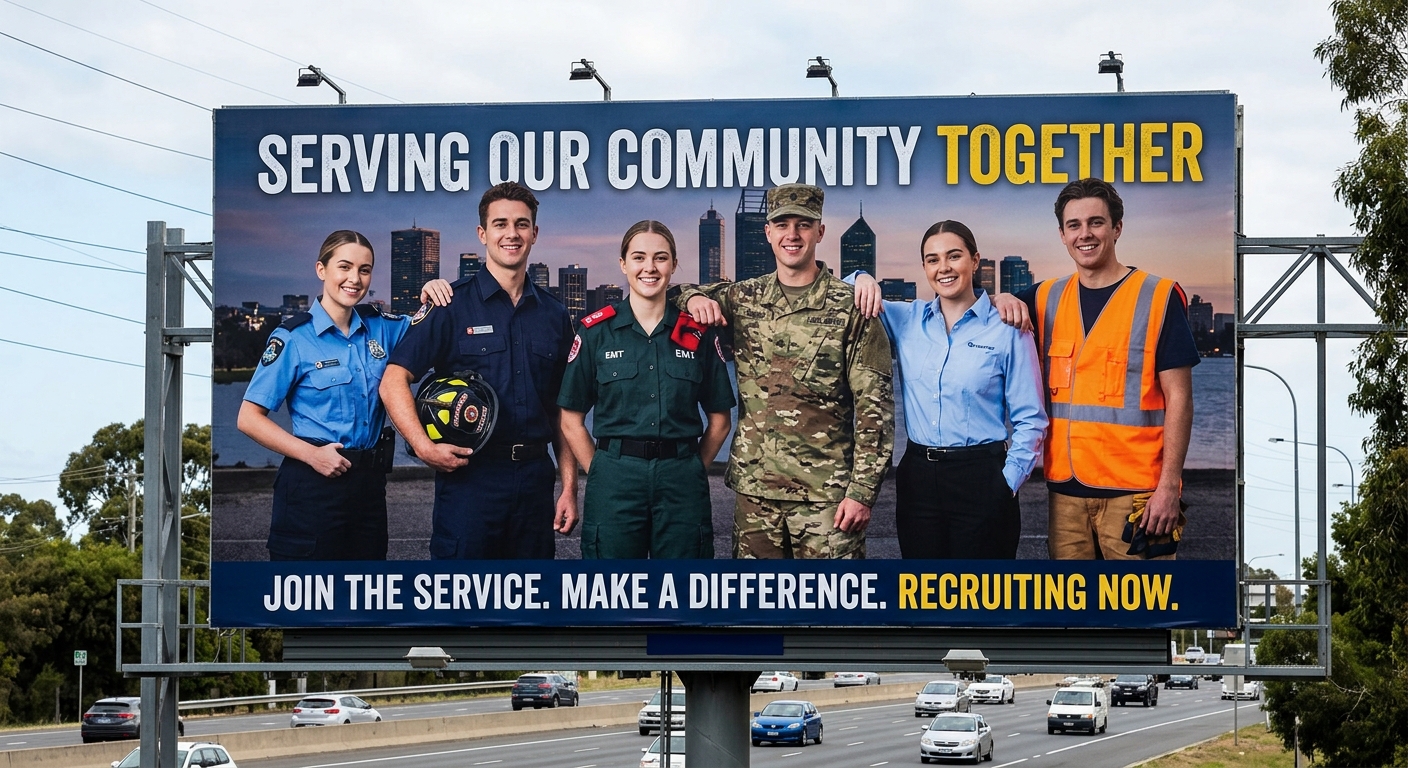 SERVING OUR COMMUNITY TOGETHER
EMT
EMT
JOIN THE SERVICE. MAKE A DIFFERENCE. RECRUITING NOW.